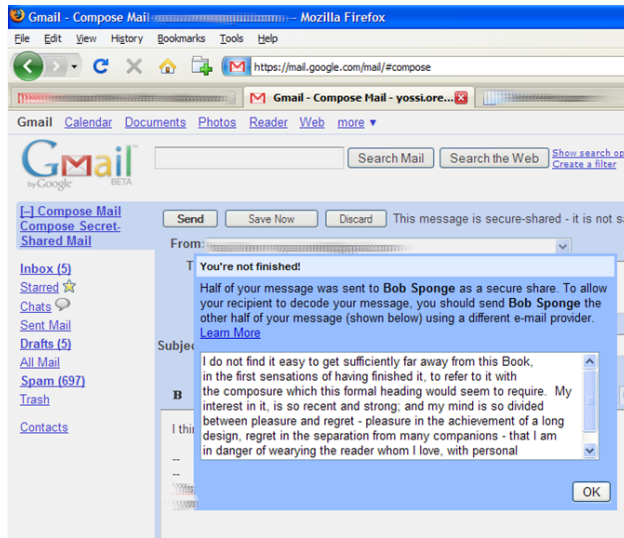 Gmail - Compose Mail - Mozilla Firefox
File Edit View History Bookmarks Tools Help
https://mail.google.com/mail/#compose
Gmail - Compose Mail - yossi.ore...
Gmail Calendar Documents Photos Reader Web more ▼
Gmail
by Google BETA
Search Mail Search the Web
Show search op
Create a filter
[–] Compose Mail
Compose Secret-
Shared Mail
Inbox (5)
Starred
Chats
Sent Mail
Drafts (5)
All Mail
Spam (697)
Trash
Contacts
Send Save Now Discard This message is secure-shared - it is not s
From:
T
You're not finished!
Half of your message was sent to Bob Sponge as a secure share. To allow
your recipient to decode your message, you should send Bob Sponge the
other half of your message (shown below) using a different e-mail provider.
Learn More
Subjec
I do not find it easy to get sufficiently far away from this Book,
in the first sensations of having finished it, to refer to it with
the composure which this formal heading would seem to require. My
interest in it, is so recent and strong; and my mind is so divided
between pleasure and regret - pleasure in the achievement of a long
design, regret in the separation from many companions - that I am
in danger of wearying the reader whom I love, with personal
B
I thi
--
--
OK